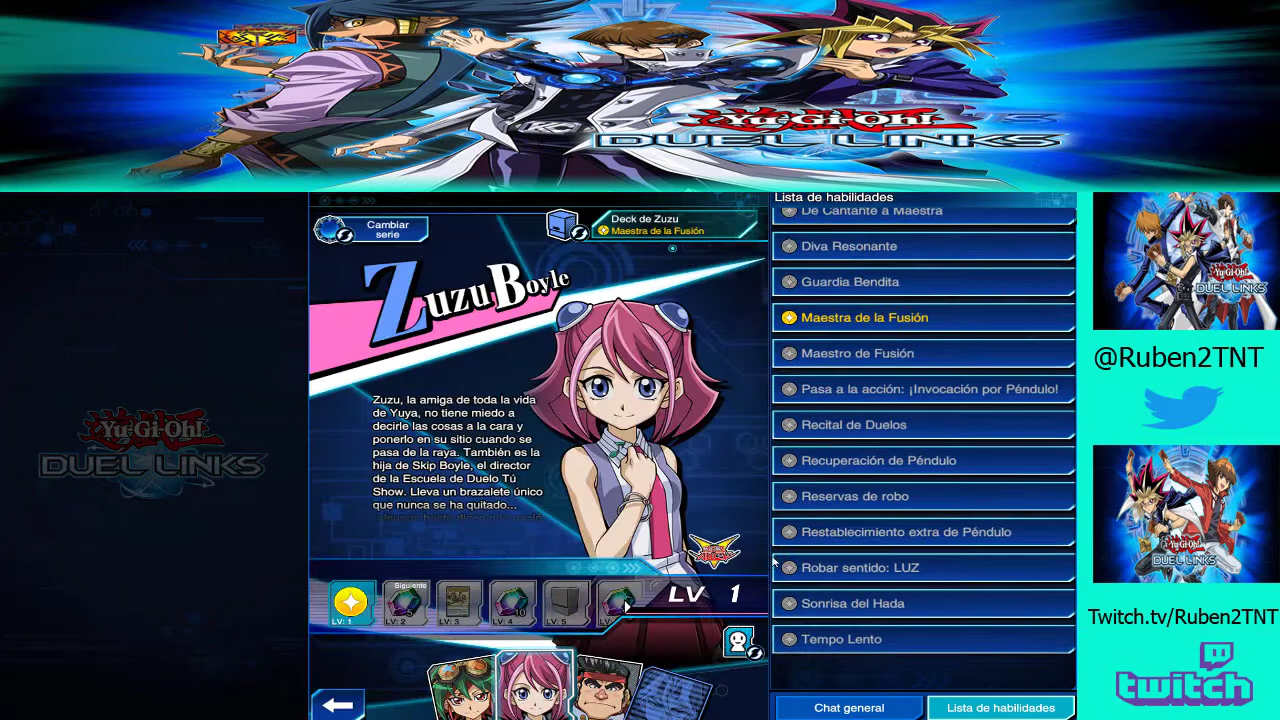 Yu-Gi-Oh!
DUEL LINKS
KC
Cambiar
serie
Deck de Zuzu
Maestra de la Fusión
Zuzu Boyle
Zuzu, la amiga de toda la vida
de Yuya, no tiene miedo a
decirle las cosas a la cara y
ponerlo en su sitio cuando se
pasa de la raya. También es la
hija de Skip Boyle, el director
de la Escuela de Duelo Tú
Show. Lleva un brazalete único
que nunca se ha quitado...
LV 1
Siguiente
5
10
LV: 1
LV: 2
LV: 3
LV: 4
LV: 5
Lista de habilidades
De Cantante a Maestra
Diva Resonante
Guardia Bendita
Maestra de la Fusión
Maestro de Fusión
Pasa a la acción: ¡Invocación por Péndulo!
Recital de Duelos
Recuperación de Péndulo
Reservas de robo
Restablecimiento extra de Péndulo
Robar sentido: LUZ
Sonrisa del Hada
Tempo Lento
Chat general
Lista de habilidades
Yu-Gi-Oh!
DUEL LINKS
Yu-Gi-Oh!
DUEL LINKS
@Ruben2TNT
Yu-Gi-Oh!
DUEL LINKS
Twitch.tv/Ruben2TNT
twitch